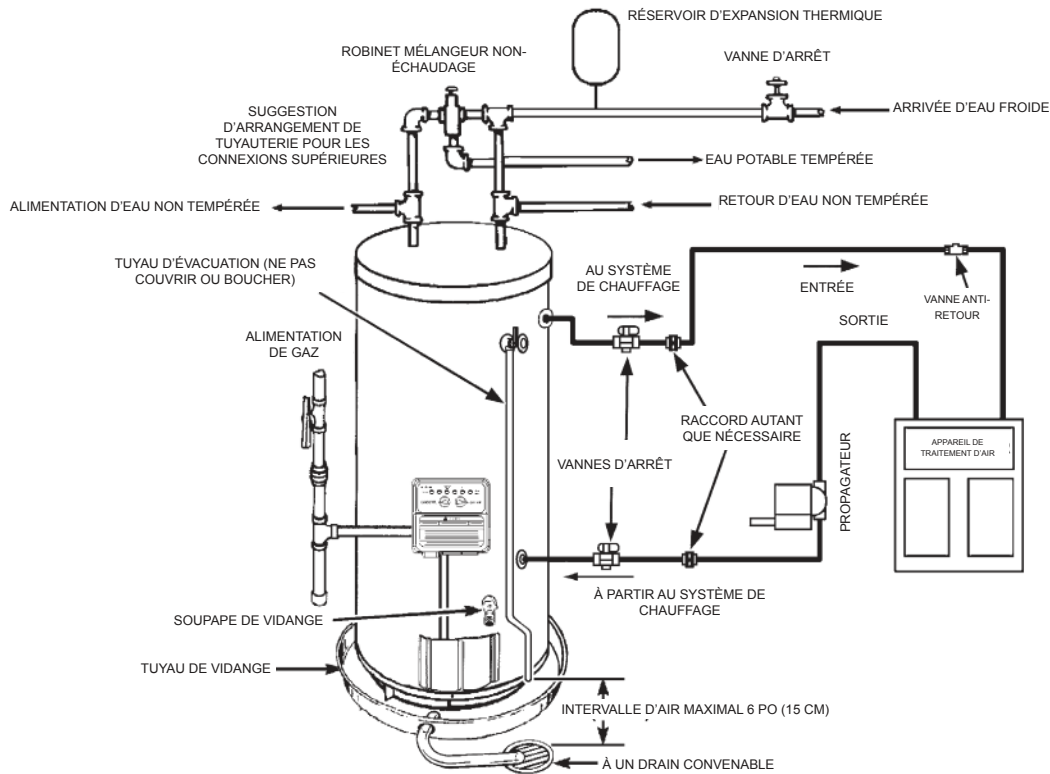 RÉSERVOIR D'EXPANSION THERMIQUE
ROBINET MÉLANGEUR NON-
ÉCHAUDAGE
VANNE D'ARRÊT
ARRIVÉE D'EAU FROIDE
SUGGESTION
D'ARRANGEMENT DE
TUYAUTERIE POUR LES
CONNEXIONS SUPÉRIEURES
EAU POTABLE TEMPÉRÉE
ALIMENTATION D'EAU NON TEMPÉRÉE
RETOUR D'EAU NON TEMPÉRÉE
TUYAU D'ÉVACUATION (NE PAS
COUVRIR OU BOUCHER)
AU SYSTÈME
DE CHAUFFAGE
ENTRÉE
VANNE ANTI-
RETOUR
SORTIE
ALIMENTATION
DE GAZ
RACCORD AUTANT
QUE NÉCESSAIRE
VANNES D'ARRÊT
PROPAGATEUR
APPAREIL DE
TRAITEMENT D'AIR
À PARTIR AU SYSTÈME DE
CHAUFFAGE
SOUPAPE DE VIDANGE
TUYAU DE VIDANGE
INTERVALLE D'AIR MAXIMAL 6 PO (15 CM)
À UN DRAIN CONVENABLE